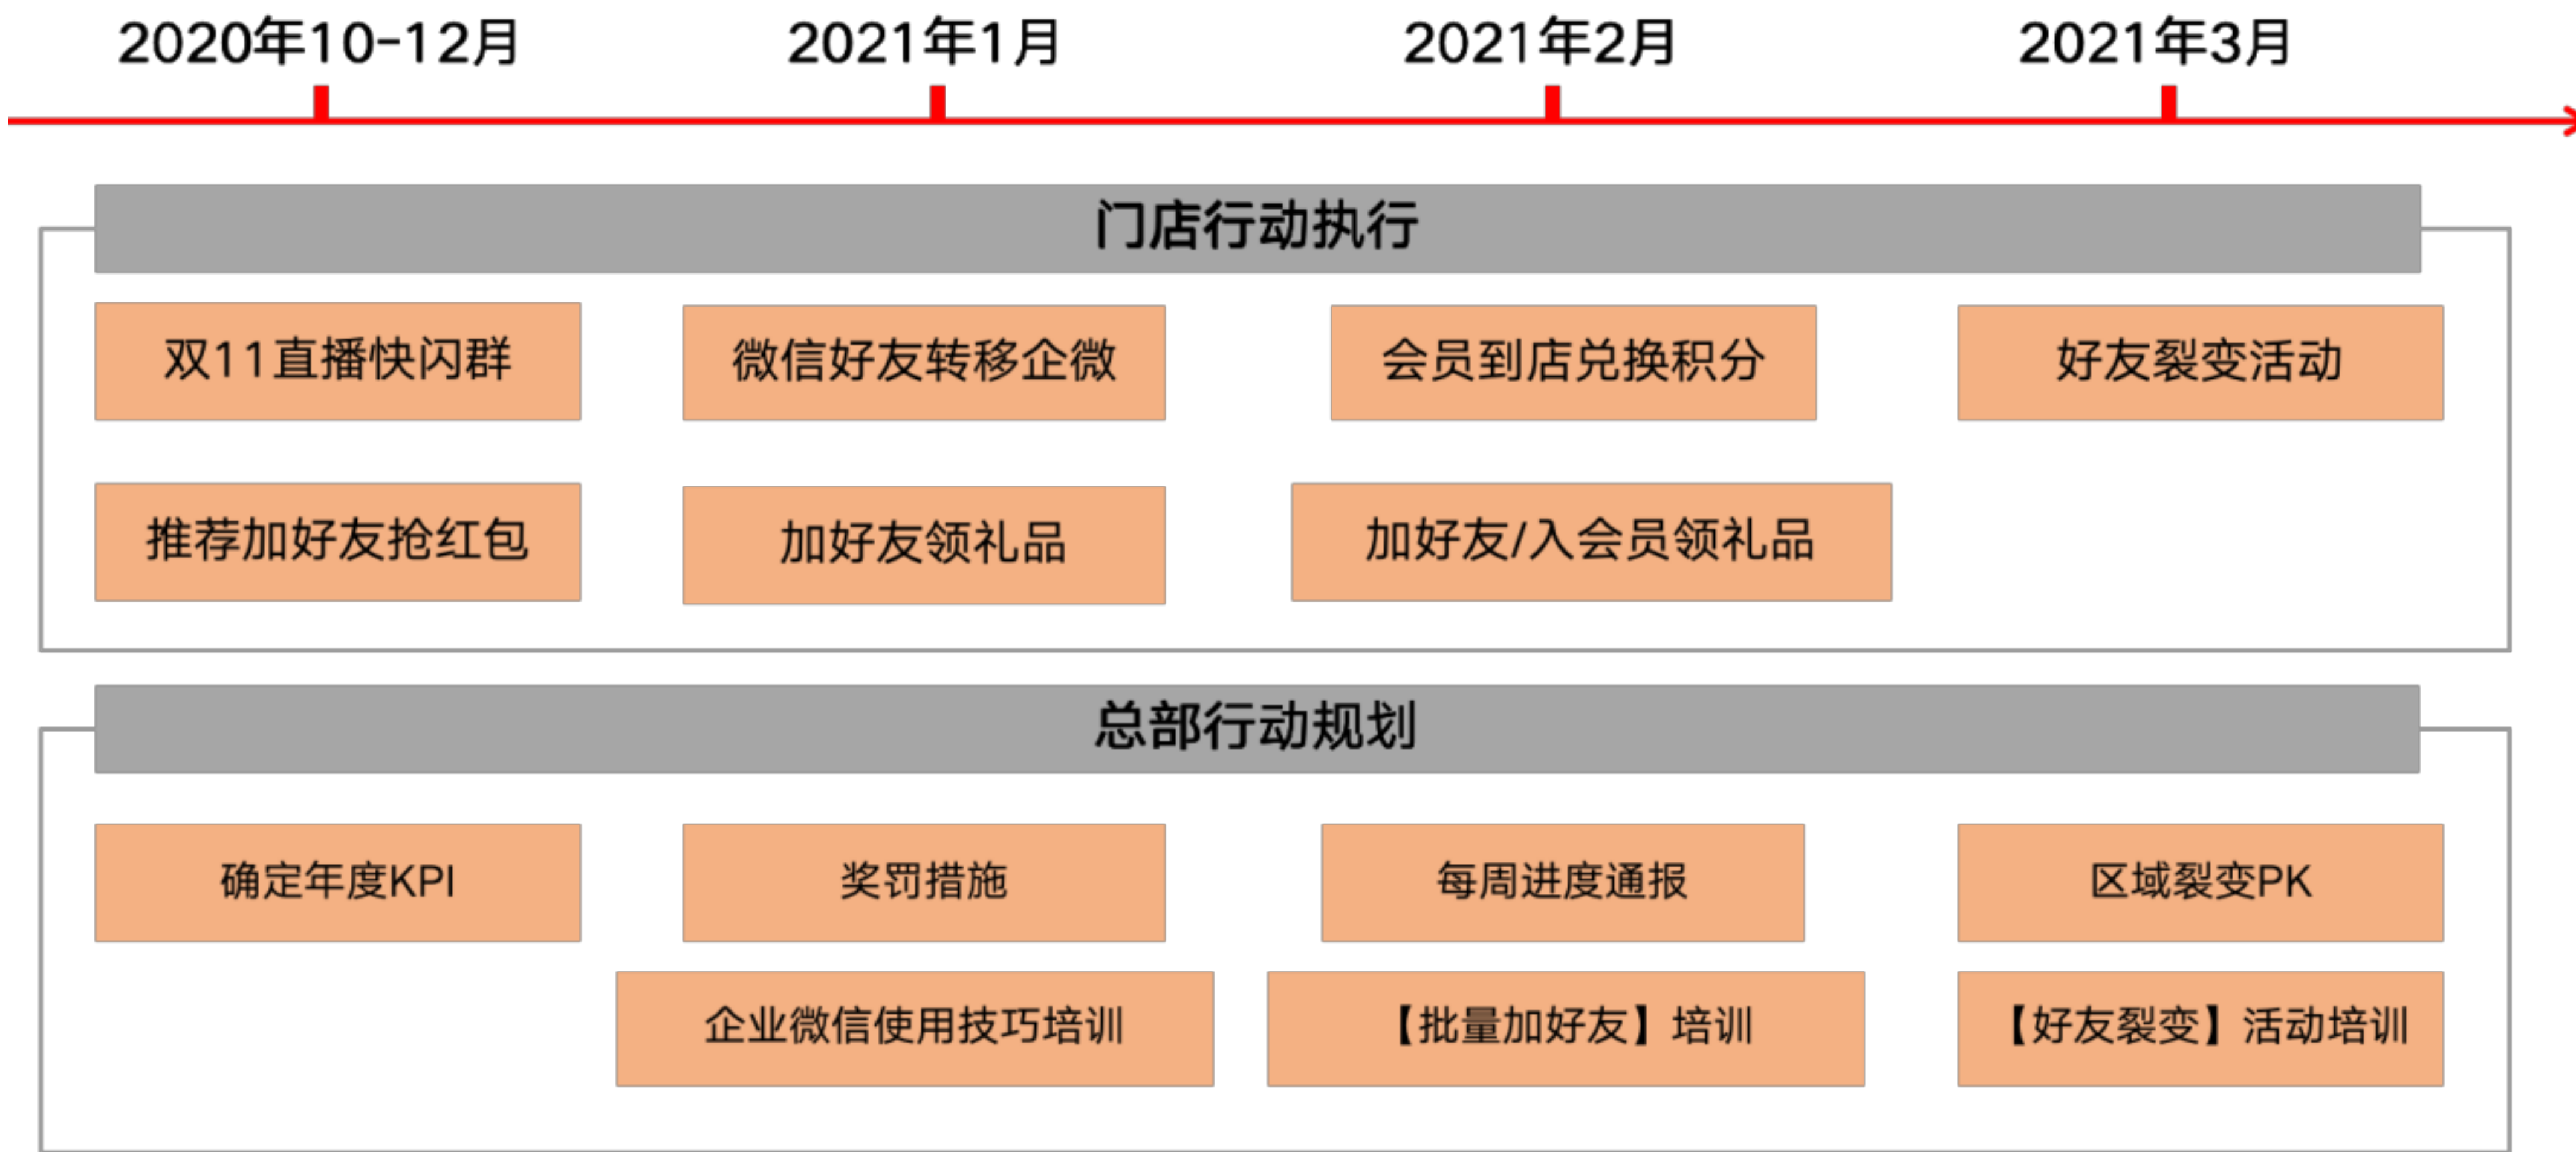 2020年10-12月
2021年1月
2021年2月
2021年3月
门店行动执行
双11直播快闪群
微信好友转移企微
会员到店兑换积分
好友裂变活动
推荐加好友抢红包
加好友领礼品
加好友/入会员领礼品
总部行动规划
确定年度KPI
奖罚措施
每周进度通报
区域裂变PK
企业微信使用技巧培训
【批量加好友】培训
【好友裂变】活动培训